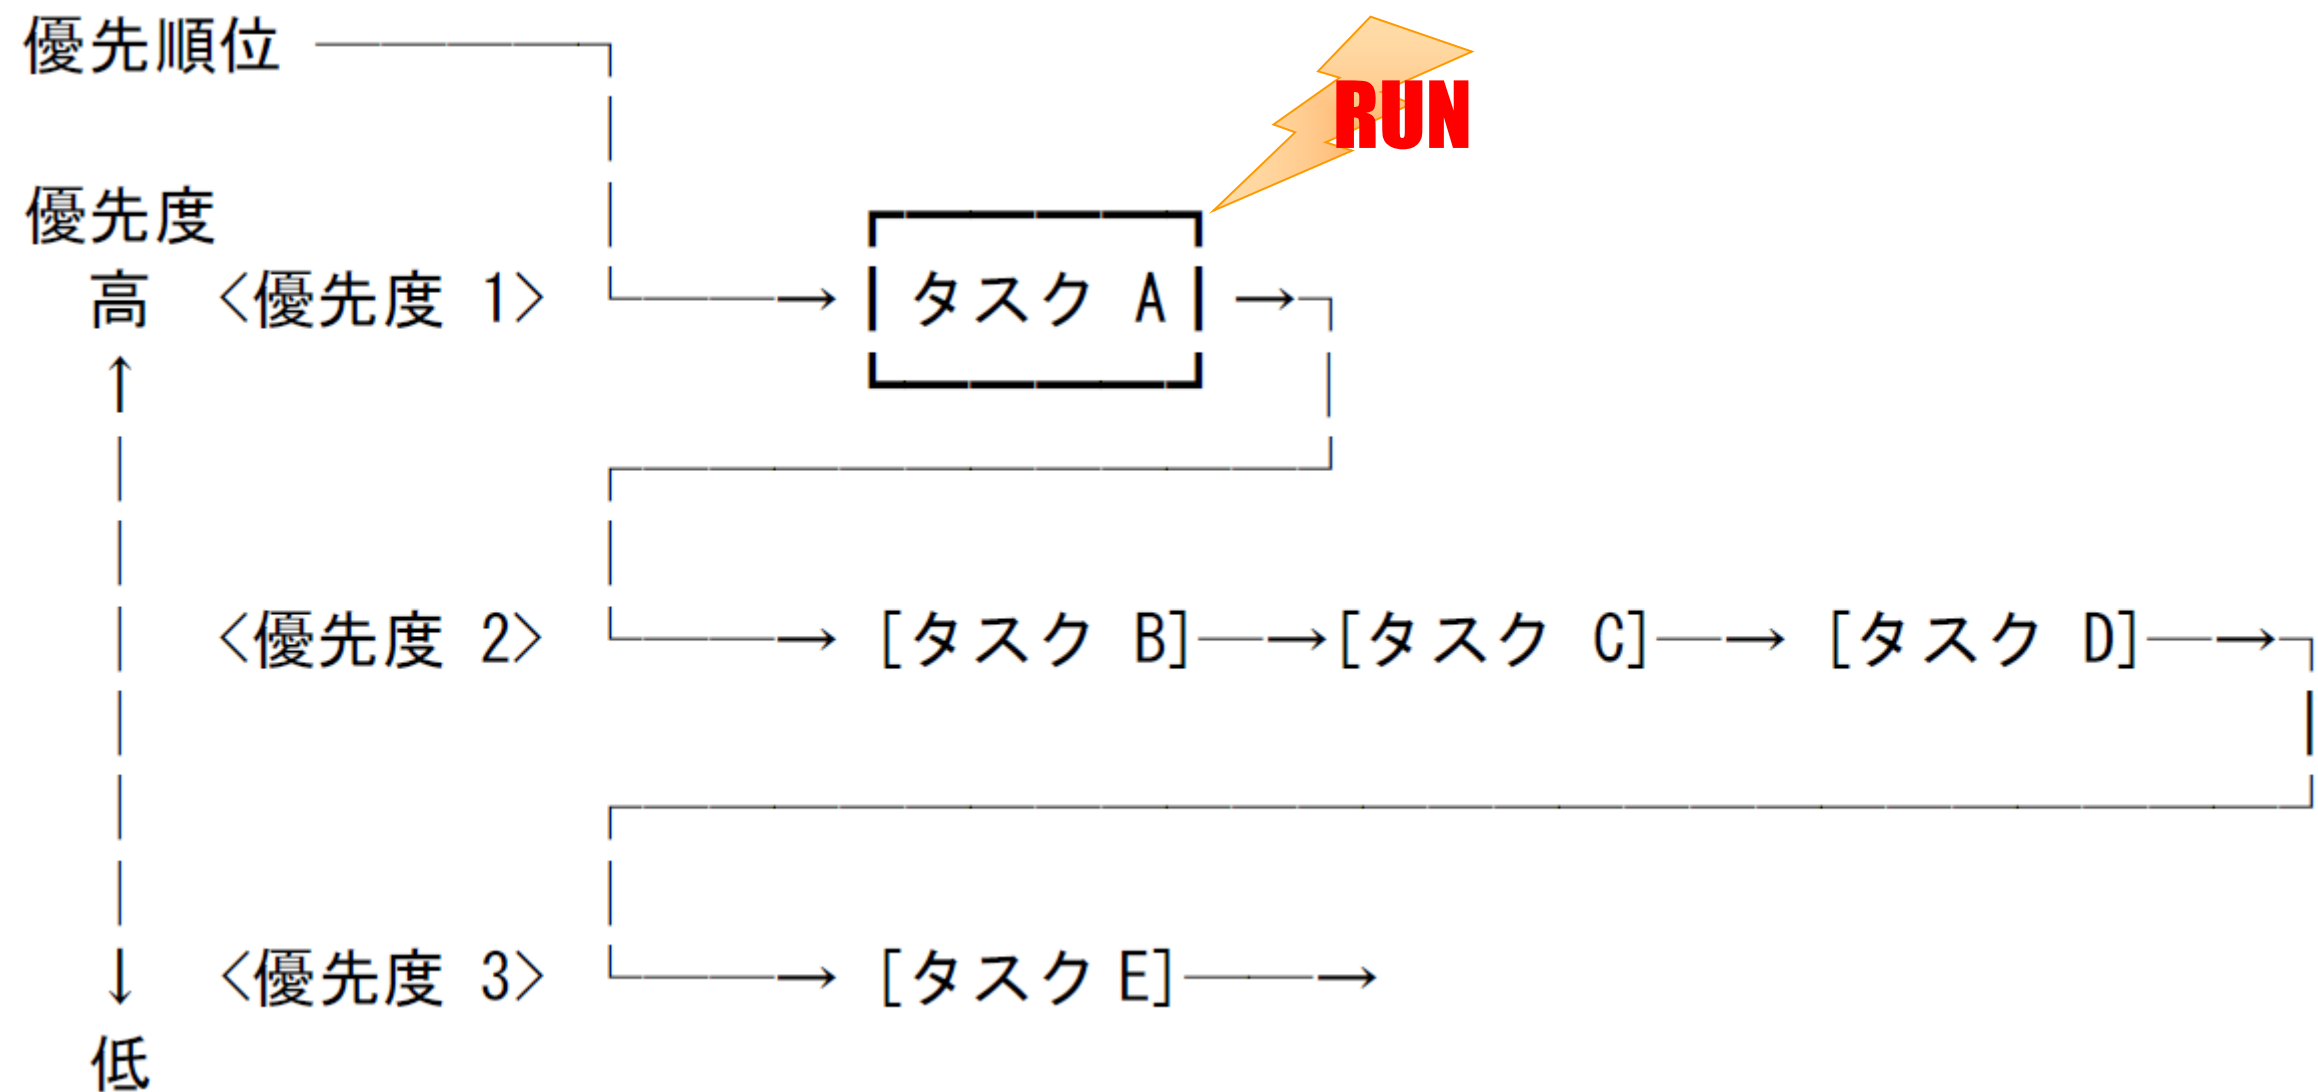 優先順位
RUN
優先度
高 <優先度 1> → タスク A →
↑
<優先度 2> → [タスク B]→[タスク C]→ [タスク D]→
↓ <優先度 3> → [タスク E]→
低